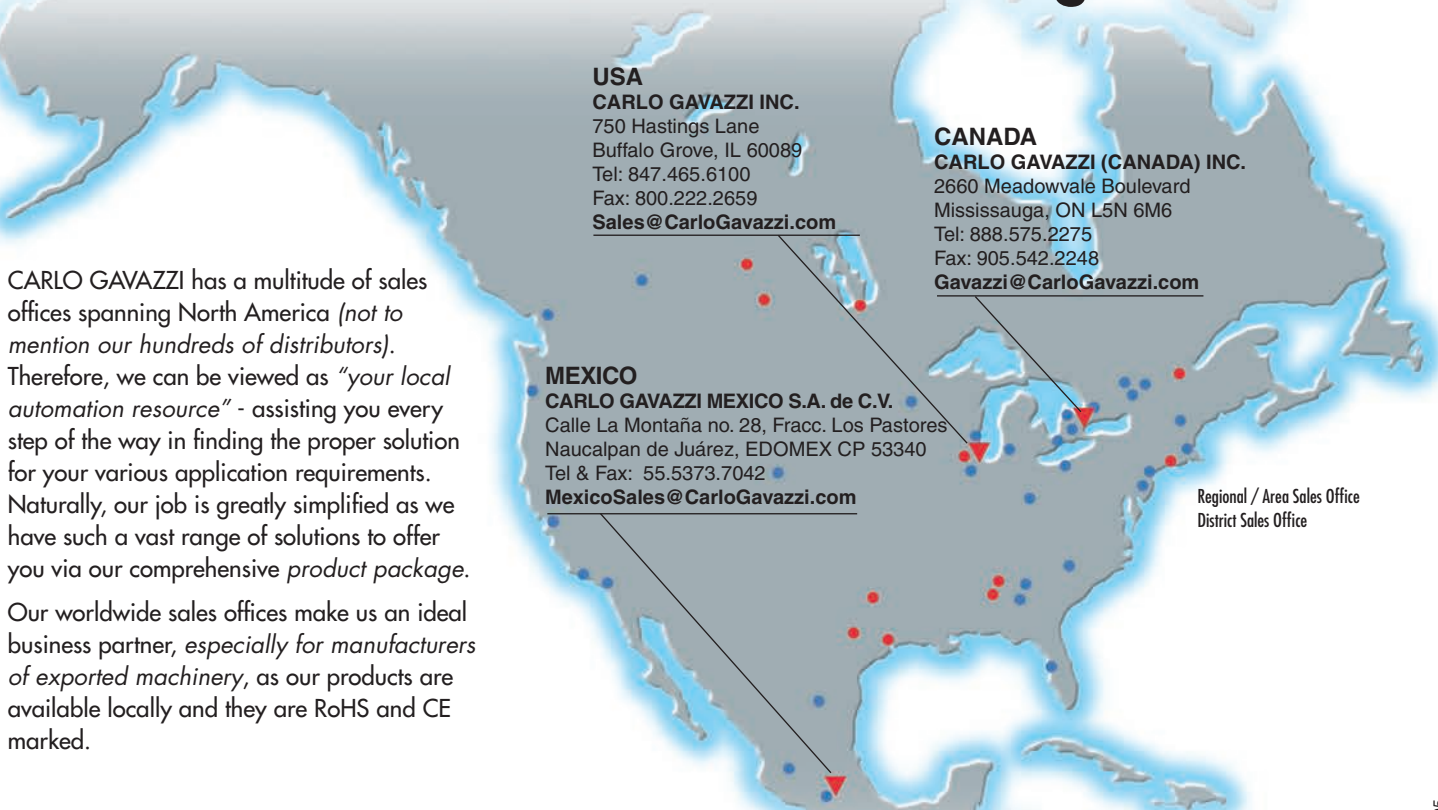 USA
CARLO GAVAZZI INC.
750 Hastings Lane
Buffalo Grove, IL 60089
Tel: 847.465.6100
Fax: 800.222.2659
Sales@CarloGavazzi.com
CANADA
CARLO GAVAZZI (CANADA) INC.
2660 Meadowvale Boulevard
Mississauga, ON L5N 6M6
Tel: 888.575.2275
Fax: 905.542.2248
Gavazzi@CarloGavazzi.com
CARLO GAVAZZI has a multitude of sales
offices spanning North America (not to
mention our hundreds of distributors).
Therefore, we can be viewed as “your local
automation resource” - assisting you every
step of the way in finding the proper solution
for your various application requirements.
Naturally, our job is greatly simplified as we
have such a vast range of solutions to offer
you via our comprehensive product package.
Our worldwide sales offices make us an ideal
business partner, especially for manufacturers
of exported machinery, as our products are
available locally and they are RoHS and CE
marked.
MEXICO
CARLO GAVAZZI MEXICO S.A. de C.V.
Calle La Montaña no. 28, Fracc. Los Pastores
Naucalpan de Juárez, EDOMEX CP 53340
Tel & Fax: 55.5373.7042
MexicoSales@CarloGavazzi.com
Regional / Area Sales Office
District Sales Office